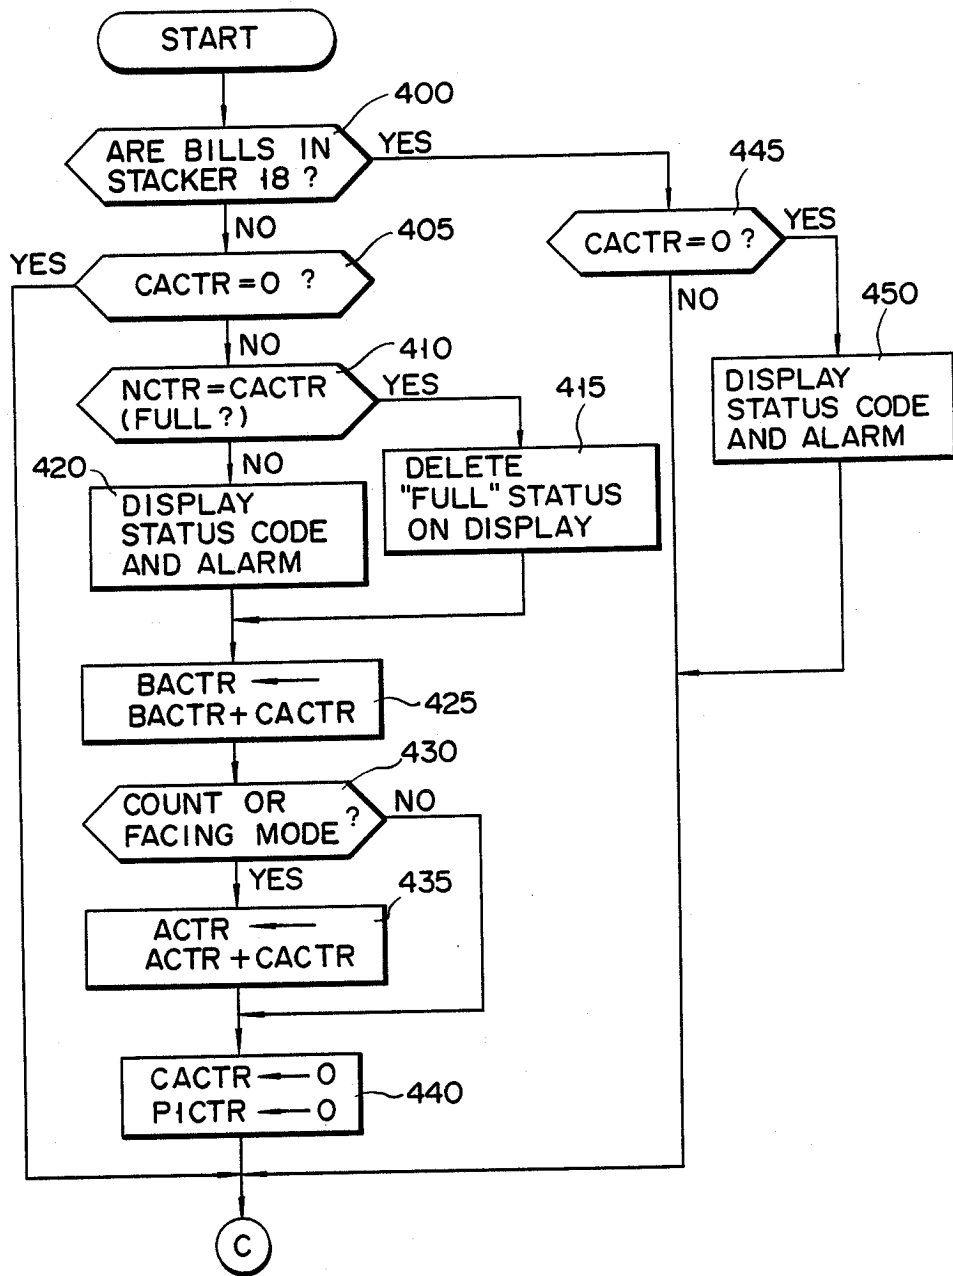 START
400
ARE BILLS IN
STACKER 18 ?
YES
NO
445
CACTR = 0 ?
YES
NO
405
YES
CACTR = 0 ?
NO
450
DISPLAY
STATUS CODE
AND ALARM
410
NCTR = CACTR
(FULL ?)
YES
NO
415
DELETE
"FULL" STATUS
ON DISPLAY
420
DISPLAY
STATUS CODE
AND ALARM
BACTR ←
BACTR + CACTR
425
430
COUNT OR
FACING MODE ?
NO
YES
435
ACTR ←
ACTR + CACTR
CACTR ← 0
P1CTR ← 0
440
C